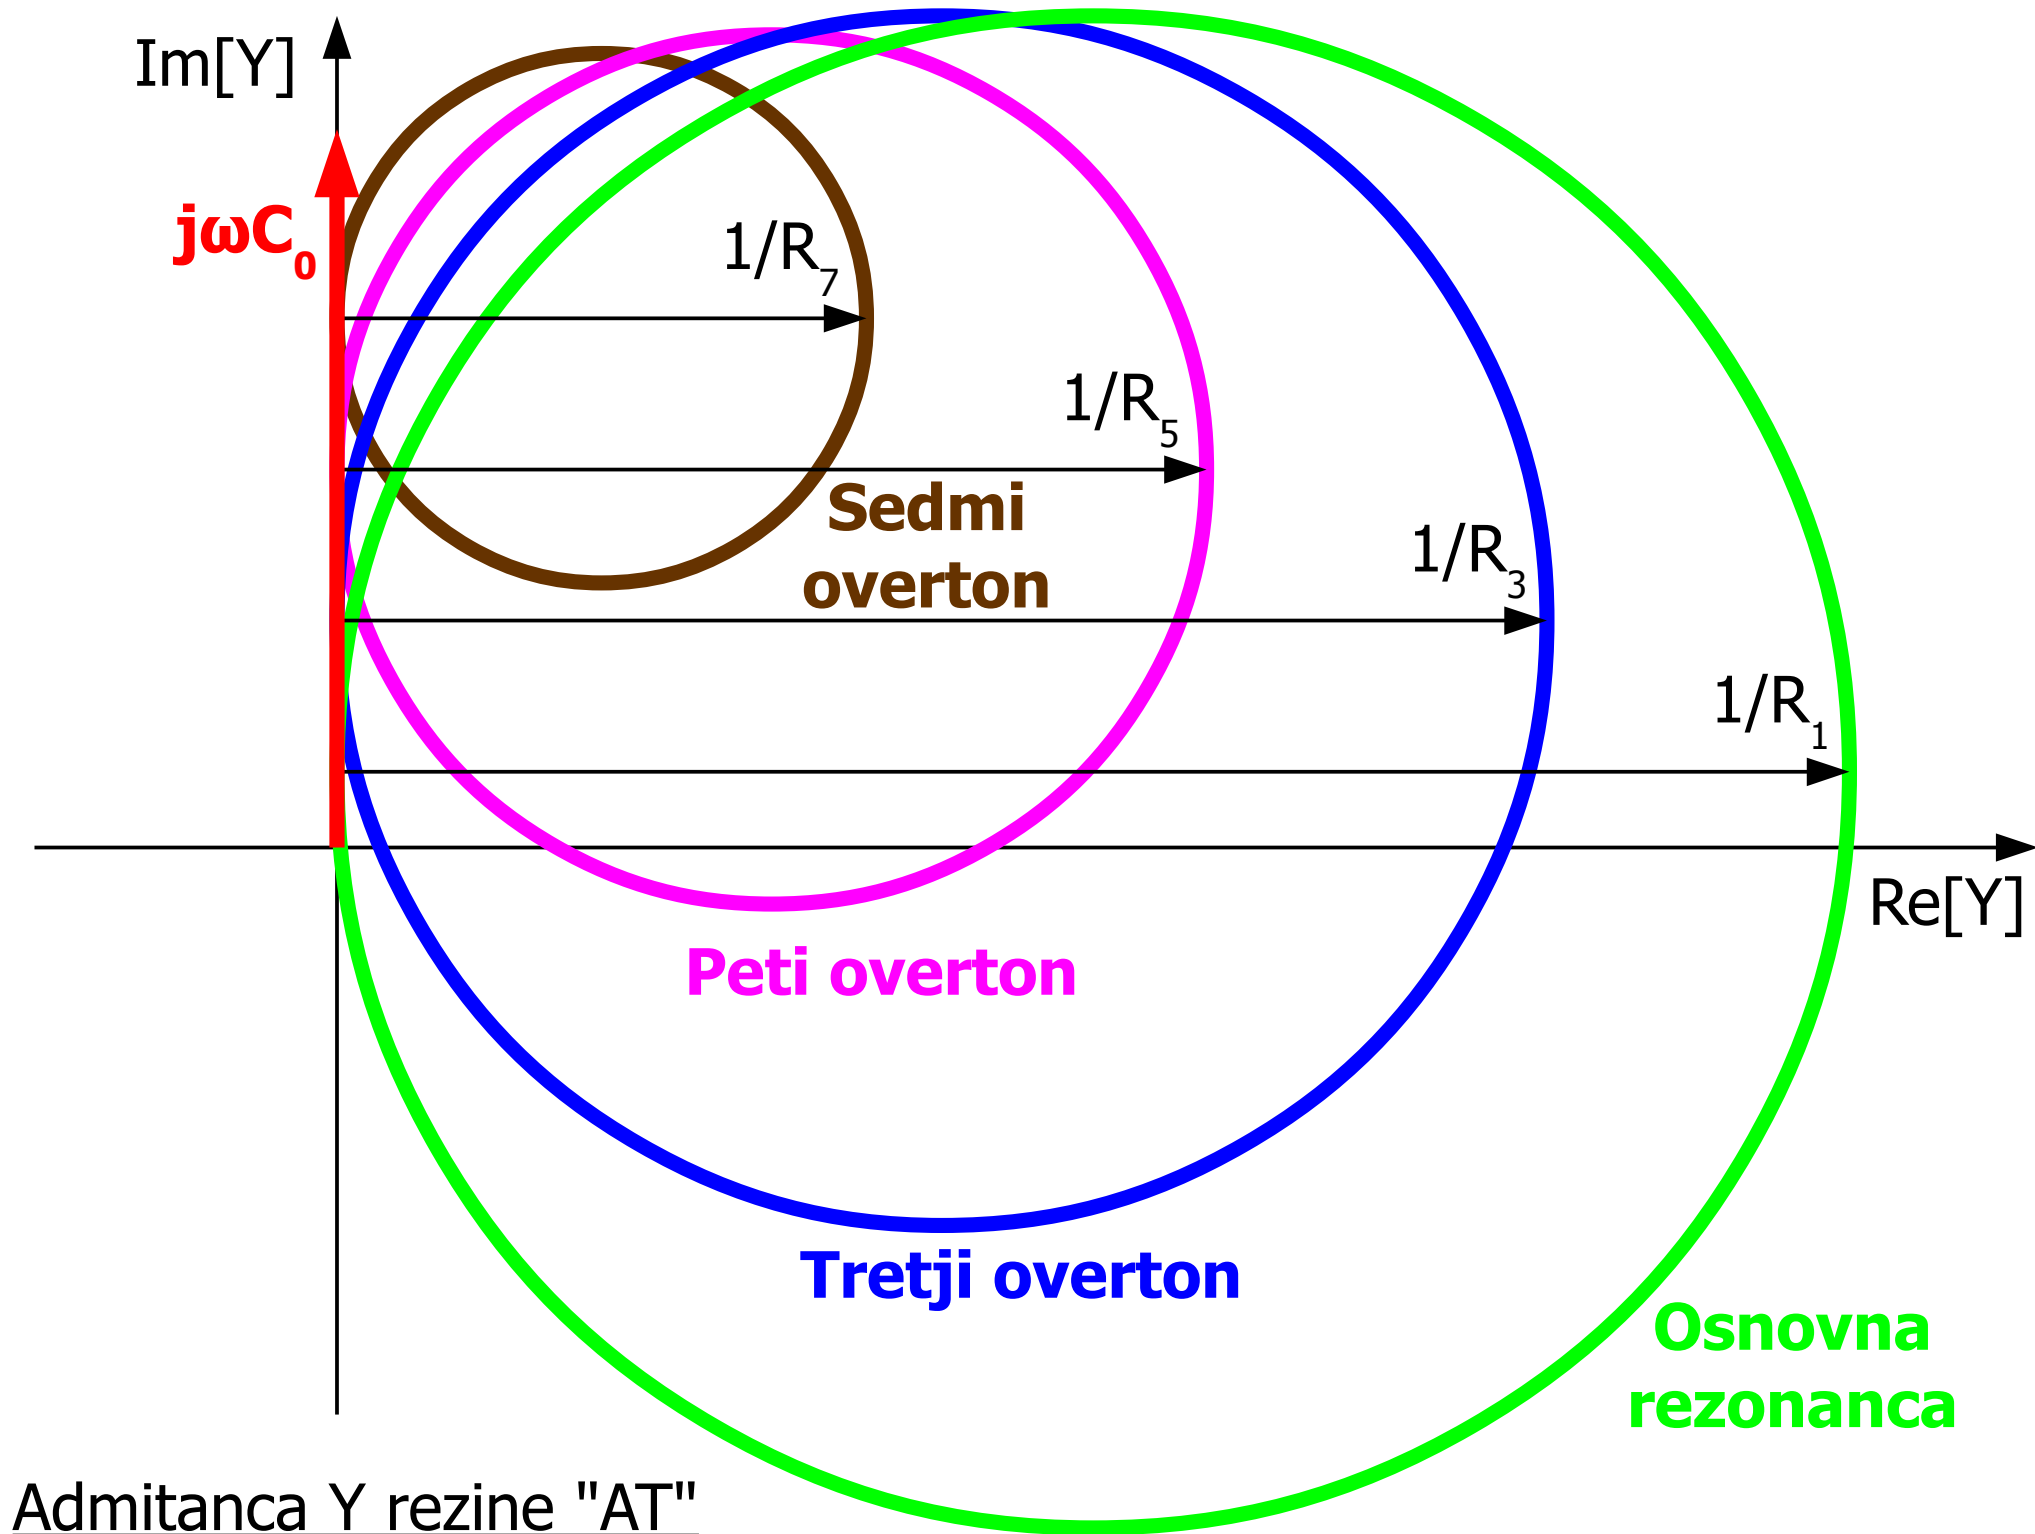 Im[Y]
jωC₀
1/R₇
1/R₅
Sedmi
overton
1/R₃
1/R₁
Re[Y]
Peti overton
Tretji overton
Osnovna
rezonanca
Admitanca Y rezine "AT"